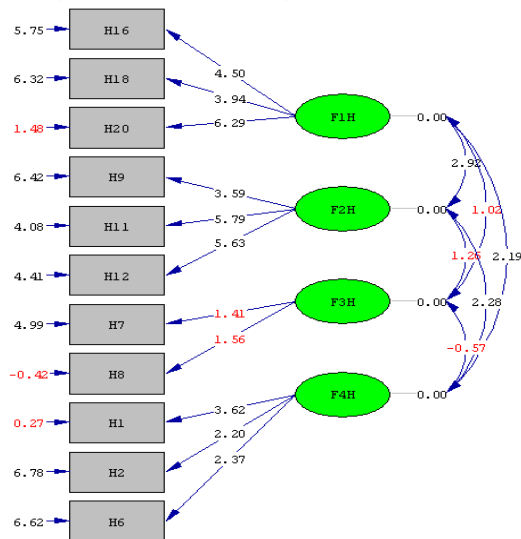 5.75 H16
4.50
6.32 H18
3.94
F1H 0.00
1.48 H20
6.29
2.92
6.42 H9
3.59
F2H 0.00
1.02
4.08 H11
5.79
5.63
1.26
2.19
4.41 H12
F3H 0.00
2.28
4.99 H7
1.41
1.56
-0.57
-0.42 H8
F4H 0.00
0.27 H1
3.62
2.20
2.37
6.78 H2
6.62 H6